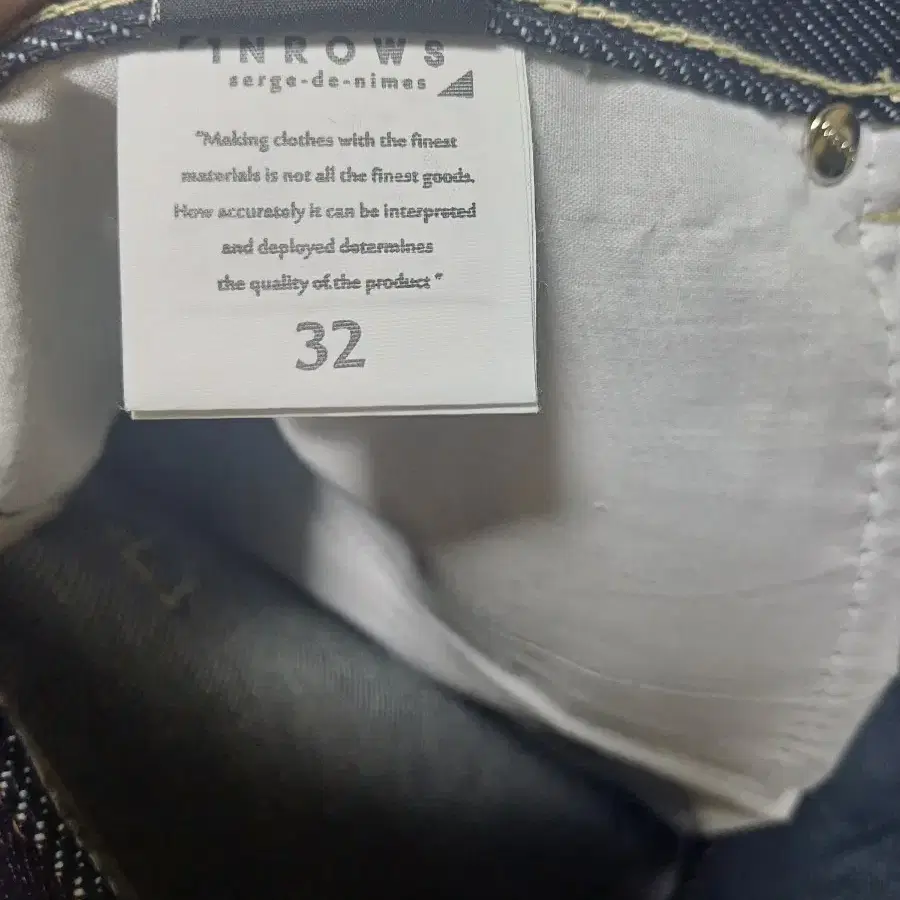 INROWS
serge-de-nimes
"Making clothes with the finest
materials is not all the finest goods.
How accurately it can be interpreted
and deployed determines
the quality of the product"
32